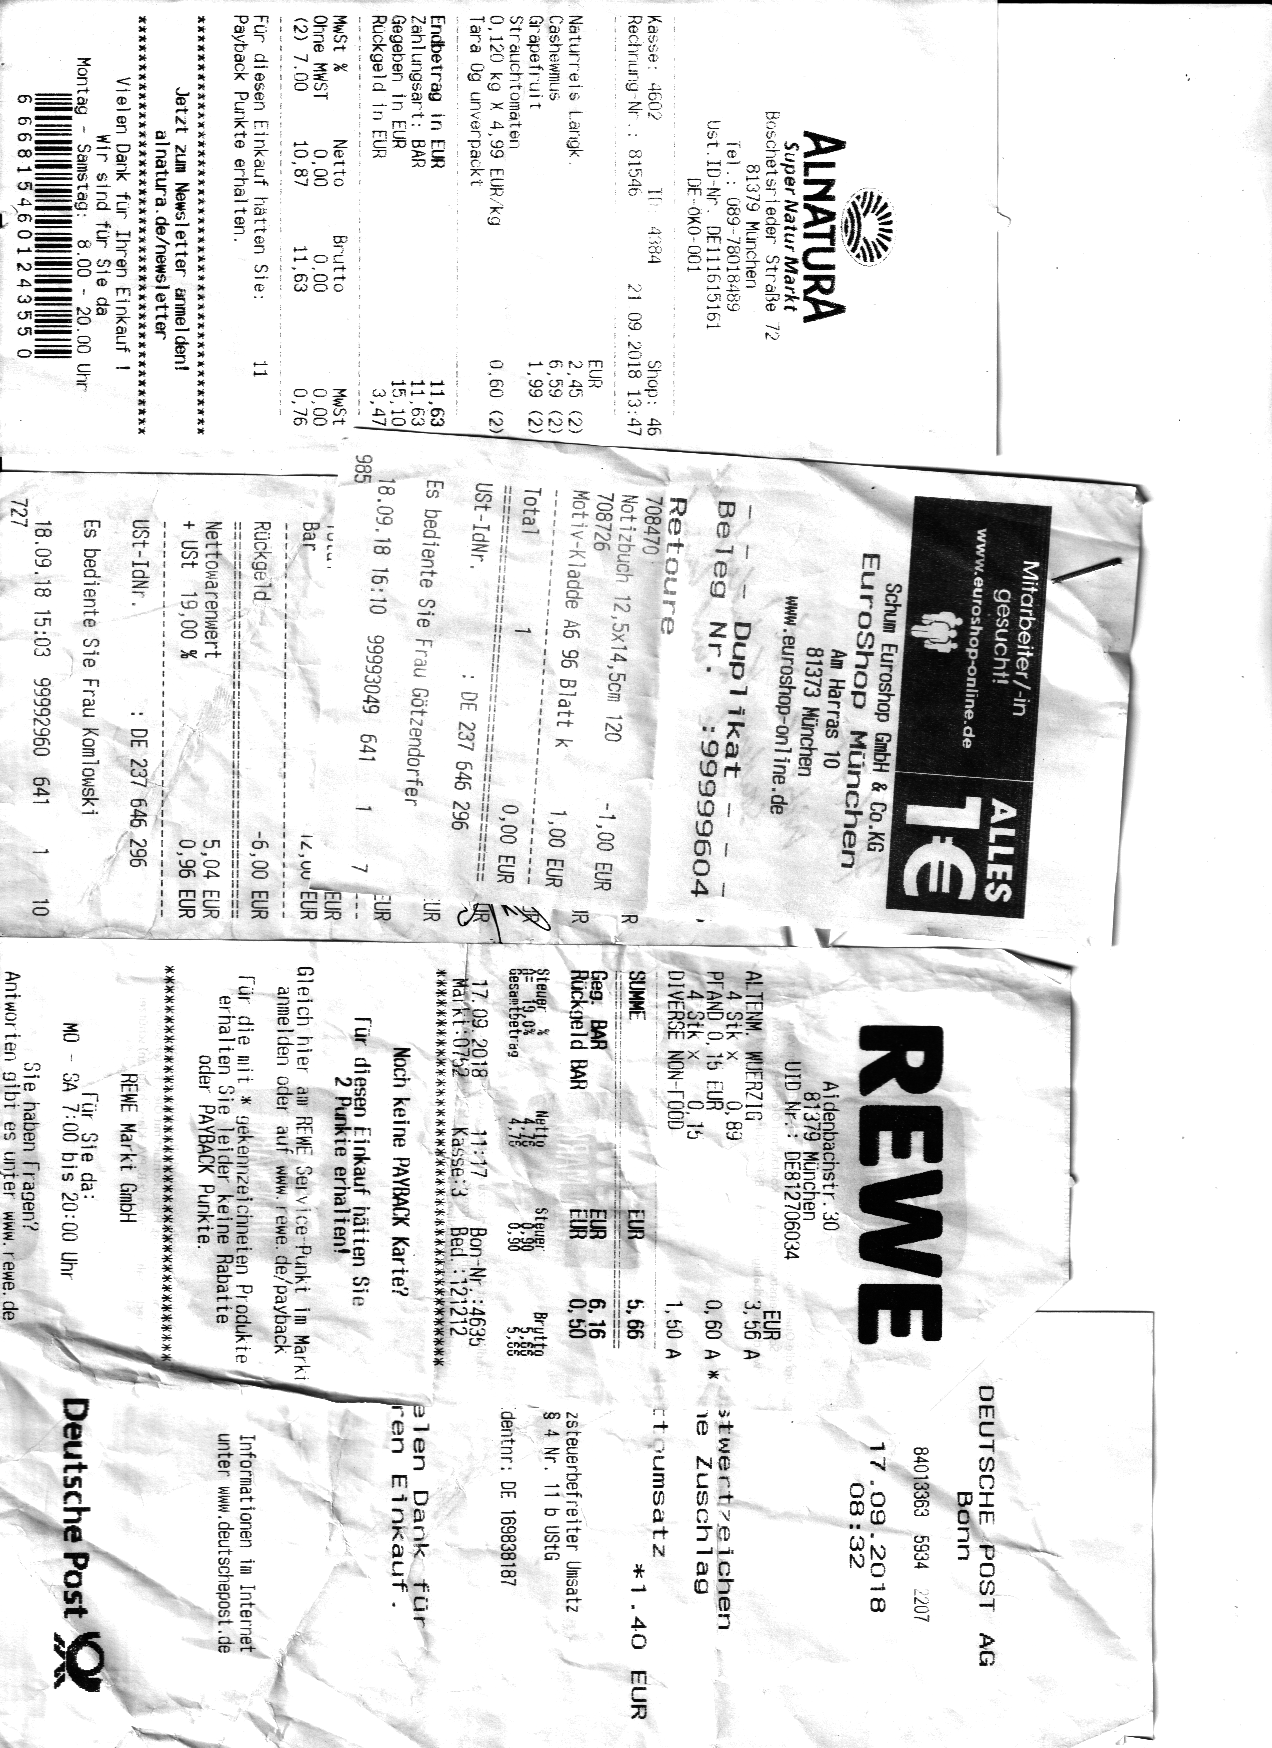 ALNATURA
Super Natur Markt
Boschetsrieder Straße 72
81379 München
Tel.: 089-78018489
Ust.ID-Nr. DE111615161
DE-ÖKO-001
Kasse: 4602 ID: 4384 Shop: 46
Rechnung-Nr.: 81546 21 09.2018 13:47
EUR
Naturreis Langk. 2,45 (2)
Cashewmus 6,59 (2)
Grapefruit 1,99 (2)
Strauchtomaten
0,120 kg X 4,99 EUR/kg 0,60 (2)
Tara 0g unverpackt
Endbetrag in EUR 11,63
Zahlungsart: BAR 11,63
Gegeben in EUR 15,10
Rückgeld in EUR 3,47
MwSt % Netto Brutto MwSt
Ohne MWST 0,00 0,00 0,00
(2) 7.00 10,87 11,63 0,76
Für diesen Einkauf hätten Sie: 11
Payback Punkte erhalten.
****************************************
Jetzt zum Newsletter anmelden!
alnatura.de/newsletter
****************************************
Vielen Dank für Ihren Einkauf !
Wir sind für Sie da
Montag - Samstag: 8.00 - 20.00 Uhr
6668154601243550
Mitarbeiter/-in
gesucht!
www.euroshop-online.de
ALLES
1€
Schum Euroshop GmbH & Co.KG
EuroShop München
Am Harras 10
81373 München
www.euroshop-online.de
- - - Duplikat - - -
Beleg Nr. :99999604
Retoure
708470
Notizbuch 12,5x14,5cm 120 -1,00 EUR
708726
Motiv-Kladde A6 96 Blatt k 1,00 EUR
Total 1 0,00 EUR
USt-IdNr. : DE 237 646 296
Es bediente Sie Frau Götzendorfer
18.09.18 16:10 99993049 641 1 7
985
Bar 12,00 EUR
Rückgeld -6,00 EUR
Nettowarenwert 5,04 EUR
+ USt 19,00 % 0,96 EUR
USt-IdNr. : DE 237 646 296
Es bediente Sie Frau Komlowski
18.09.18 15:03 99992960 641 1 10
727
REWE
Aidenbachstr.30
81379 München
UID Nr.: DE812706034
EUR
ALTENM. WUERZIG 3,56 A
4 Stk x 0,89
PFAND 0,15 EUR 0,60 A *
4 Stk x 0,15
DIVERSE NON-FOOD 1,50 A
SUMME EUR 5,66
Geg. BAR EUR 6,16
Rückgeld BAR EUR 0,50
Steuer % Netto Steuer Brutto
A= 19,0% 4,76 0,90 5,66
Gesamtbetrag 4,76 0,90 5,66
17.09.2018 11:17 Bon-Nr.:4635
Markt:0752 Kasse:3 Bed.:121212
****************************************
Noch keine PAYBACK Karte?
Für diesen Einkauf hätten Sie
2 Punkte erhalten!
Gleich hier am REWE Service-Punkt im Markt
anmelden oder auf www.rewe.de/payback
Für die mit * gekennzeichneten Produkte
erhalten Sie leider keine Rabatte
oder PAYBACK Punkte.
****************************************
REWE Markt GmbH
Für Sie da:
MO - SA 7:00 bis 20:00 Uhr
Sie haben Fragen?
Antworten gibt es unter www.rewe.de
DEUTSCHE POST AG
Bonn
84013363 5934 2207
17.09.2018
08:32
stwertzeichen
ne Zuschlag
ttoumsatz *1.40 EUR
zsteuerbefreiter Umsatz
§ 4 Nr. 11 b UStG
dentnr: DE 169838187
elen Dank für
ren Einkauf.
Informationen im Internet
unter www.deutschepost.de
Deutsche Post